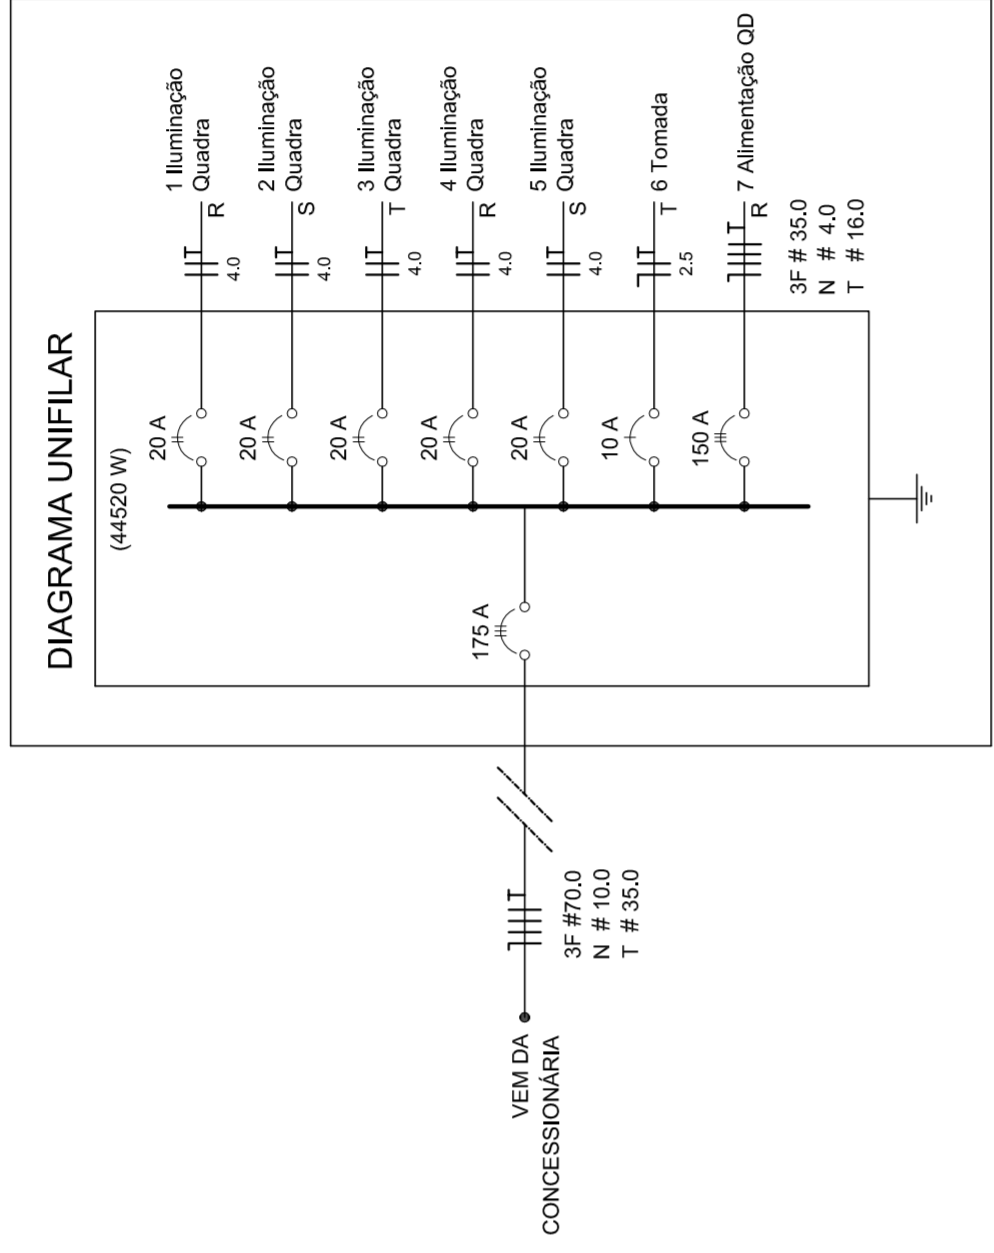 DIAGRAMA UNIFILAR
(44520 W)
20 A
4.0
R
1 Iluminação
Quadra
20 A
4.0
S
2 Iluminação
Quadra
20 A
4.0
T
3 Iluminação
Quadra
20 A
4.0
R
4 Iluminação
Quadra
20 A
4.0
S
5 Iluminação
Quadra
10 A
2.5
T
6 Tomada
150 A
R
7 Alimentação QD
3F # 35.0
N # 4.0
T # 16.0
175 A
3F #70.0
N # 10.0
T # 35.0
VEM DA
CONCESSIONÁRIA